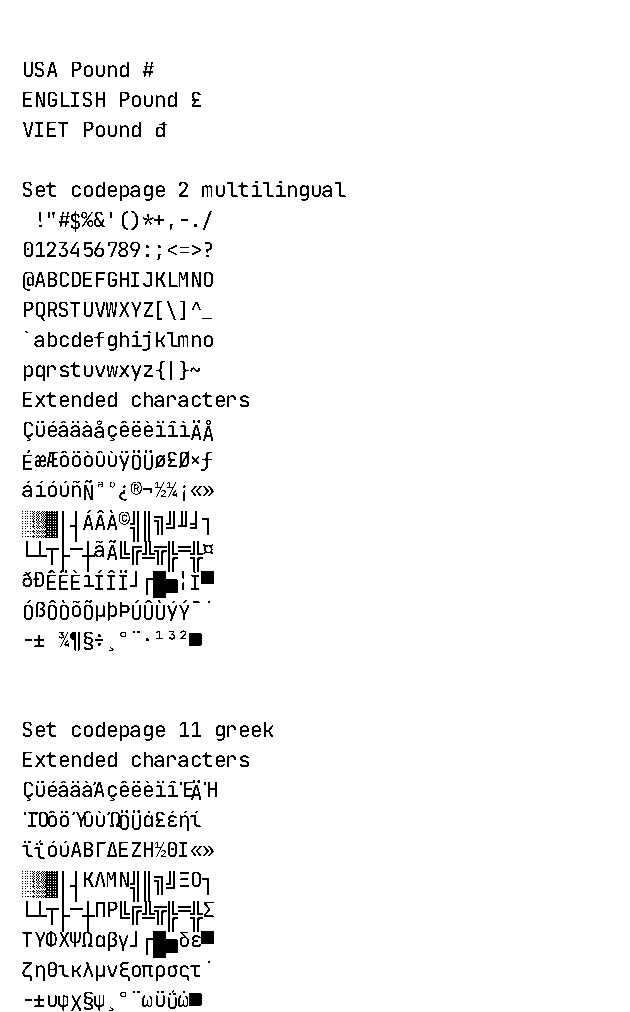 USA Pound #
ENGLISH Pound £
VIET Pound đ
Set codepage 2 multilingual
!"#$%&'()*+,-./
0123456789:;<=>?
@ABCDEFGHIJKLMNO
PQRSTUVWXYZ[\]^_
`abcdefghijklmno
pqrstuvwxyz{|}~
Extended characters
ÇüéâäàåçêëèïîìÄÅ
ÉæÆôöòûùÿÖÜø£Ø×ƒ
áíóúñÑªº¿®¬½¼¡«»
░▒▓│┤ÁÂÀ©╣║╗╝╜╛┐
└┴┬├─┼ãÃ╚╔╩╦╠═╬¤
ðÐÊËÈıÍÎÏ┘┌█▄¦Ì▀
ÓßÔÒõÕµþÞÚÛÙýÝ¯´
-± ¾¶§÷¸°¨·¹³²■
Set codepage 11 greek
Extended characters
ÇüéâäàΆçêëèïîΈÄΉ
ΊΌôöΎûùΏÖÜά£έήί
ϊΐόύΑΒΓΔΕΖΗ½ΘΙ«»
░▒▓│┤ΚΛΜΝ╣║╗╝ΞΟ┐
└┴┬├─┼ΠΡ╚╔╩╦╠═╬Σ
ΤΥΦΧΨΩαβγ┘┌█▄δε▀
ζηθικλμνξοπρσςτ΄
-±υφχ§ψ¸°¨ωϋΰώ■